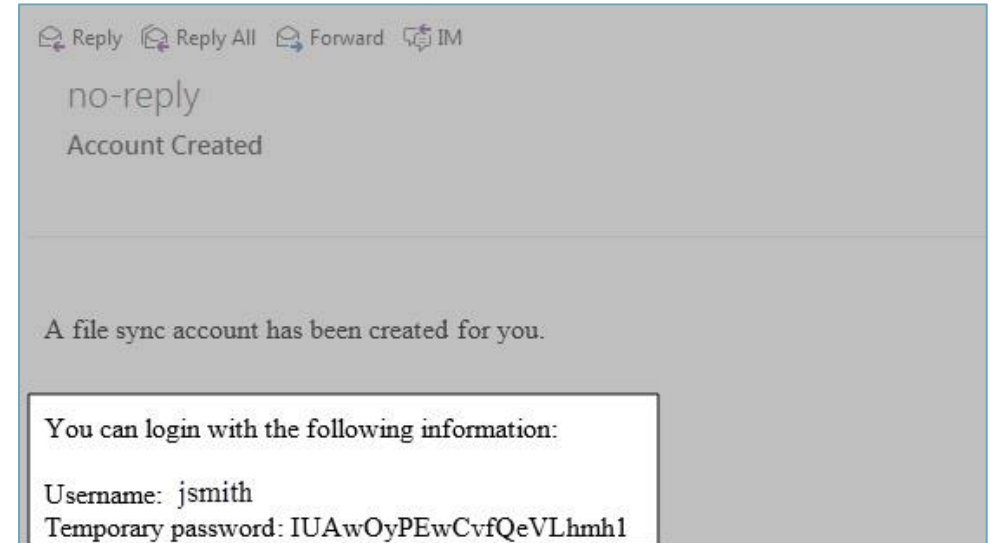 Reply Reply All Forward IM
no-reply
Account Created
A file sync account has been created for you.
You can login with the following information:
Username: jsmith
Temporary password: IUAwOyPEwCvfQeVLhmh1